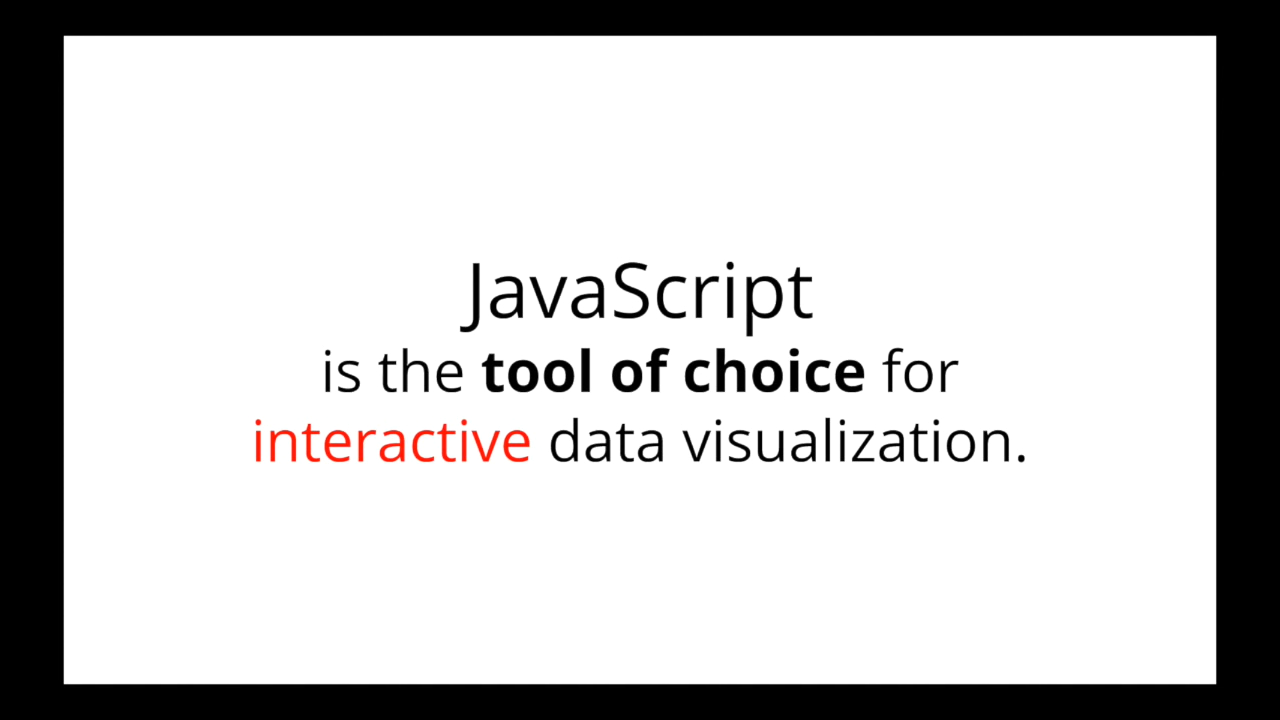 JavaScript
is the tool of choice for
interactive data visualization.